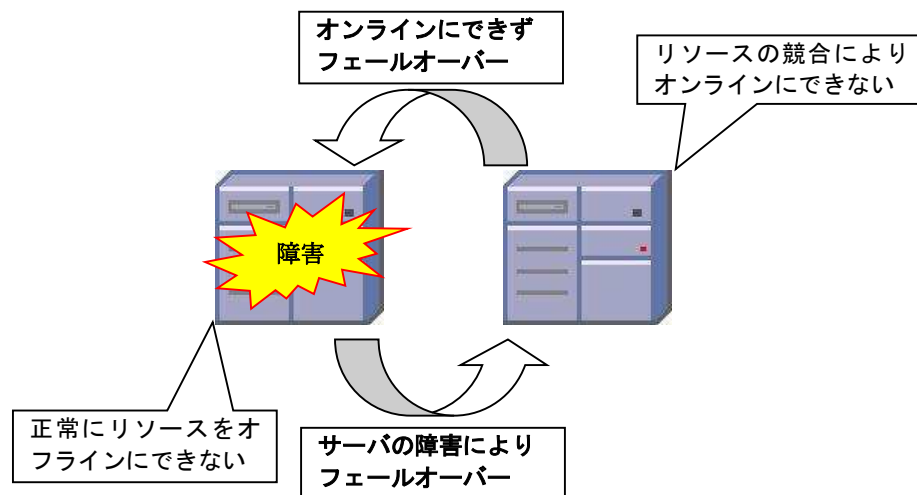 オンラインにできず
フェールオーバー
リソースの競合により
オンラインにできない
障害
正常にリソースをオ
フラインにできない
サーバの障害により
フェールオーバー